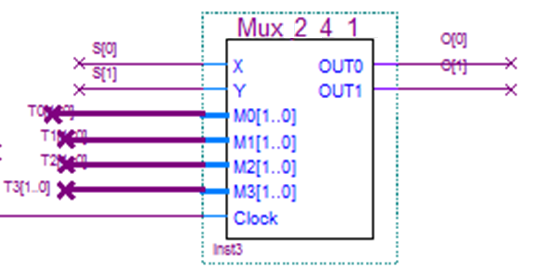 Mux_2_4_1
S[0]
O[0]
X
OUT0
S[1]
O[1]
Y
OUT1
M0[1..0]
M1[1..0]
M2[1..0]
T3[1..0]
M3[1..0]
Clock
Inst3